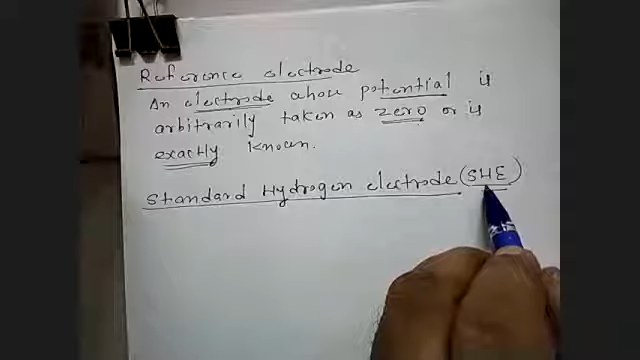 Reference electrode
An electrode whose potential is
arbitrarily taken as zero or is
exactly known.
Standard Hydrogen electrode (SHE)